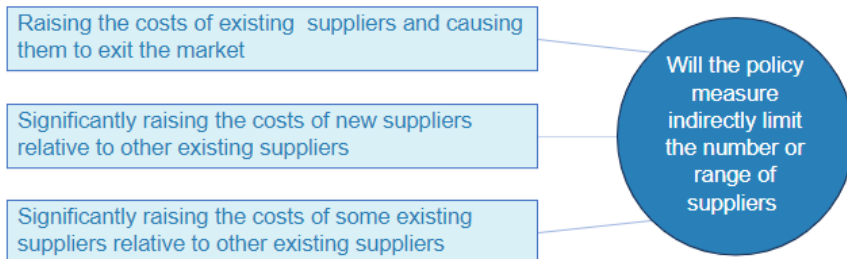 Raising the costs of existing suppliers and causing
them to exit the market
Significantly raising the costs of new suppliers
relative to other existing suppliers
Significantly raising the costs of some existing
suppliers relative to other existing suppliers
Will the policy
measure
indirectly limit
the number or
range of
suppliers